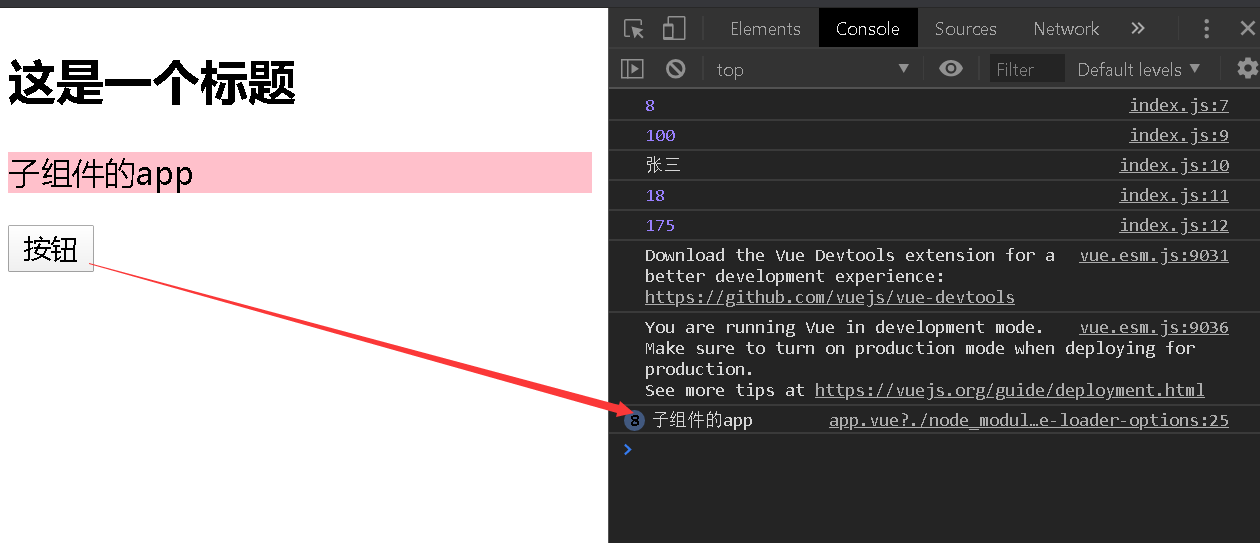 这是一个标题
子组件的app
按钮
Elements Console Sources Network »
top Filter Default levels ▼
8 index.js:7
100 index.js:9
张三 index.js:10
18 index.js:11
175 index.js:12
Download the Vue Devtools extension for a vue.esm.js:9031
better development experience:
https://github.com/vuejs/vue-devtools
You are running Vue in development mode. vue.esm.js:9036
Make sure to turn on production mode when deploying for
production.
See more tips at https://vuejs.org/guide/deployment.html
8 子组件的app app.vue?./node_modul…e-loader-options:25